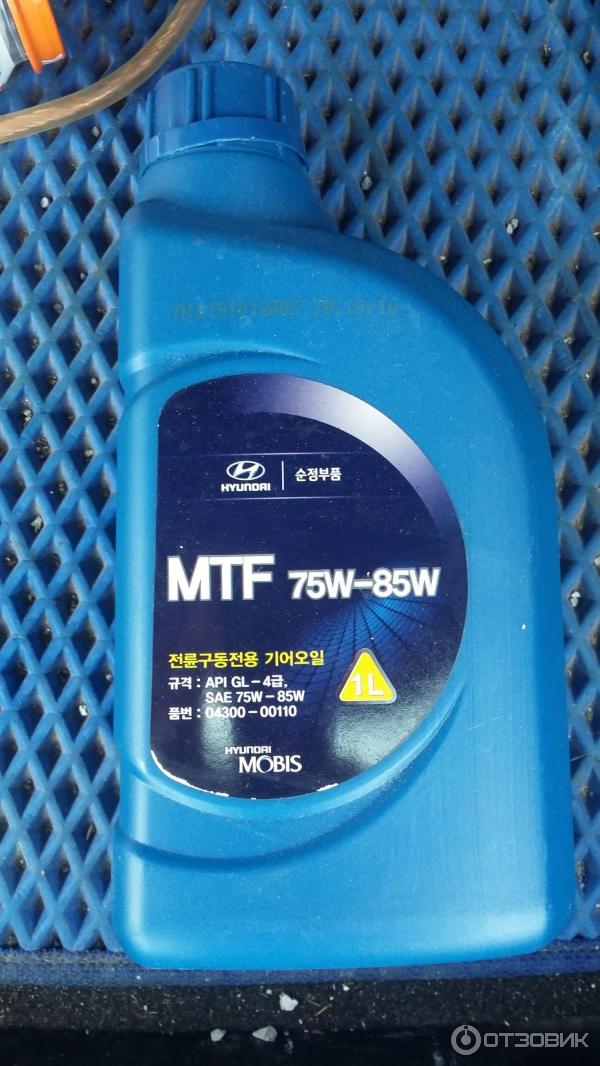 HYUNDAI 순정부품
MTF 75W-85W
전륜구동전용 기어오일
규격 : API GL-4급.
SAE 75W-85W
품번 : 04300-00110
1L
HYUNDAI
MOBIS
ОТЗОВИК